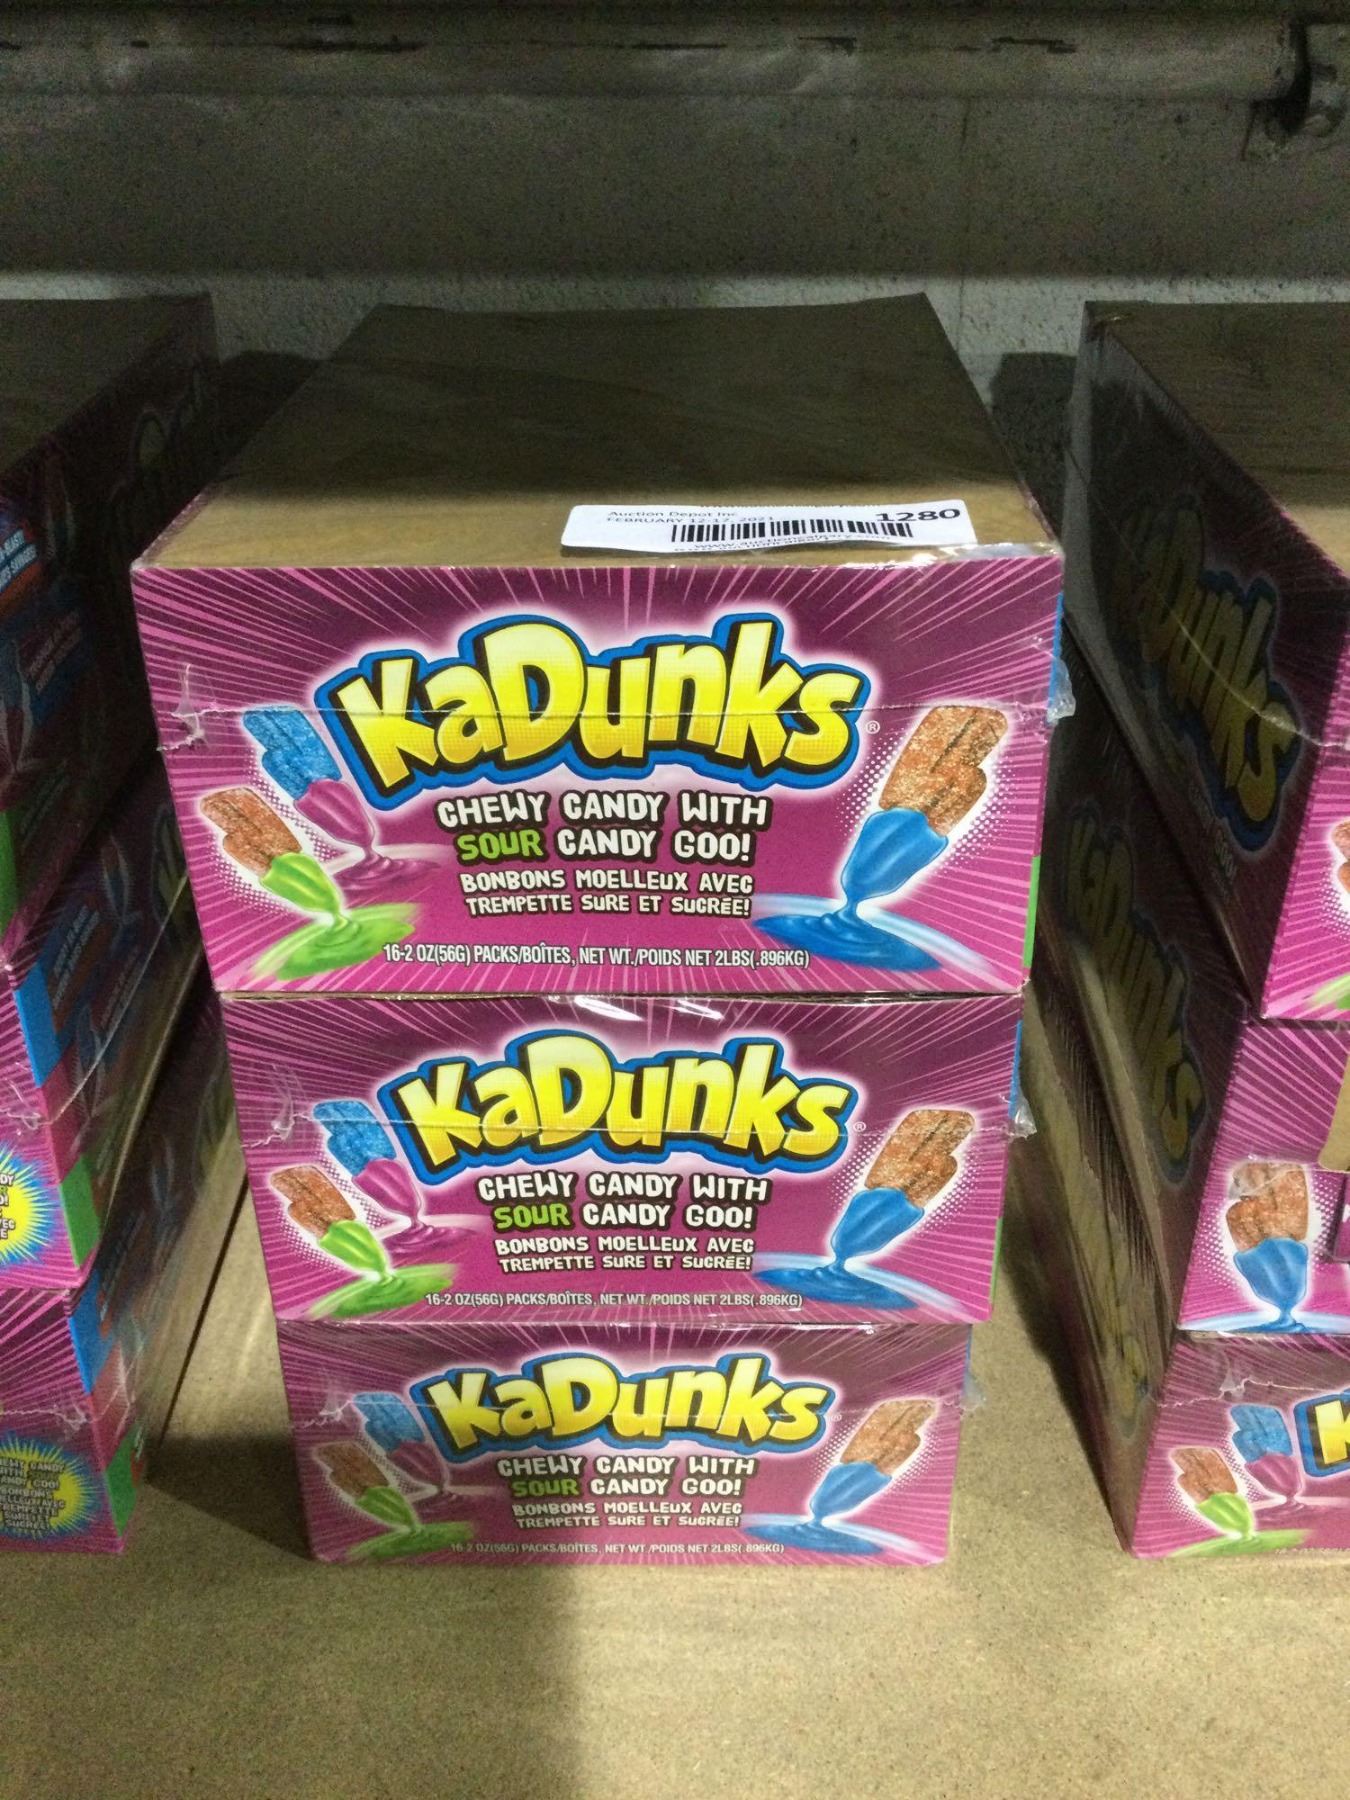 Auction Depot Inc
FEBRUARY 12-17, 2021
1280
KaDunks®
CHEWY CANDY WITH
SOUR CANDY GOO!
BONBONS MOELLEUX AVEC
TREMPETTE SURE ET SUCRÉE!
16-2 OZ(56G) PACKS/BOÎTES, NET WT./POIDS NET 2LBS(.896KG)
KaDunks®
CHEWY CANDY WITH
SOUR CANDY GOO!
BONBONS MOELLEUX AVEC
TREMPETTE SURE ET SUCRÉE!
16-2 OZ(56G) PACKS/BOÎTES, NET WT./POIDS NET 2LBS(.896KG)
KaDunks
CHEWY CANDY WITH
SOUR CANDY GOO!
BONBONS MOELLEUX AVEC
TREMPETTE SURE ET SUCRÉE!
16-2 OZ(56G) PACKS/BOÎTES, NET WT./POIDS NET 2LBS(.896KG)
KaDunks
KaDunks